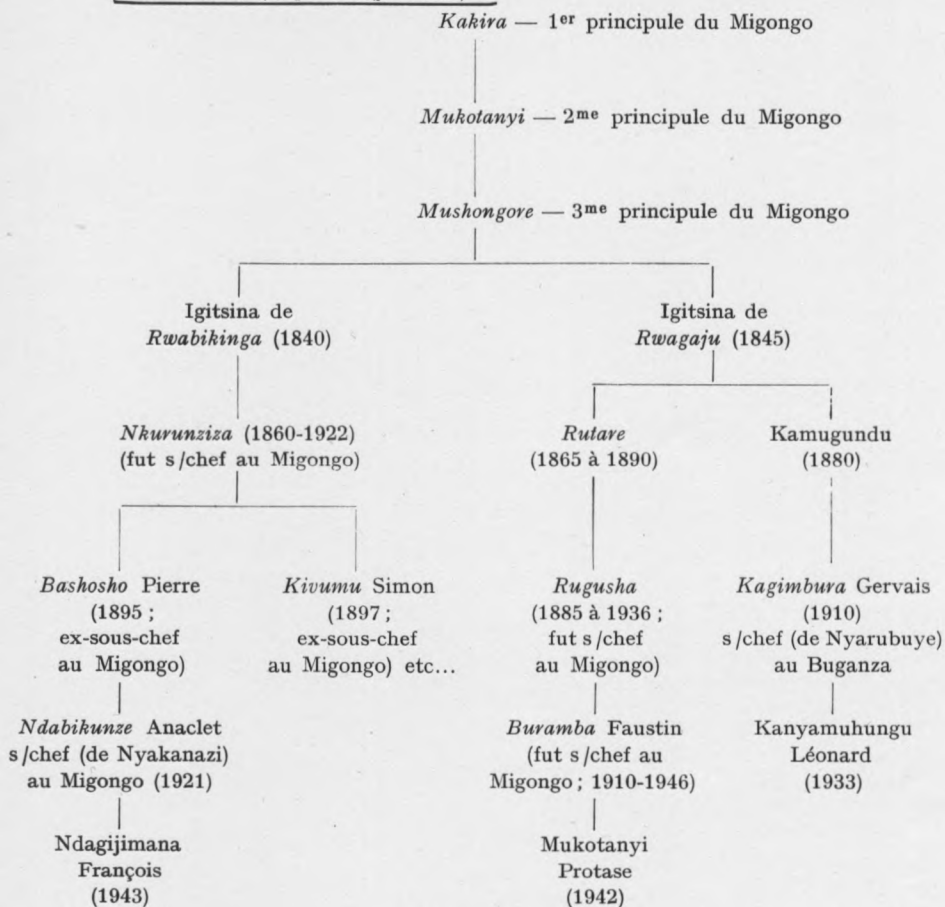 Kakira — 1er principule du Migongo
Mukotanyi — 2me principule du Migongo
Mushongore — 3me principule du Migongo
Igitsina de
Rwabikinga (1840)
Igitsina de
Rwagaju (1845)
Nkurunziza (1860-1922)
(fut s/chef au Migongo)
Rutare
(1865 à 1890)
Kamugundu
(1880)
Bashosho Pierre
(1895 ;
ex-sous-chef
au Migongo)
Kivumu Simon
(1897 ;
ex-sous-chef
au Migongo) etc...
Rugusha
(1885 à 1936 ;
fut s/chef
au Migongo)
Kagimbura Gervais
(1910)
s/chef (de Nyarubuye)
au Buganza
Ndabikunze Anaclet
s/chef (de Nyakanazi)
au Migongo (1921)
Buramba Faustin
(fut s/chef au
Migongo ; 1910-1946)
Kanyamuhungu
Léonard
(1933)
Ndagijimana
François
(1943)
Mukotanyi
Protase
(1942)